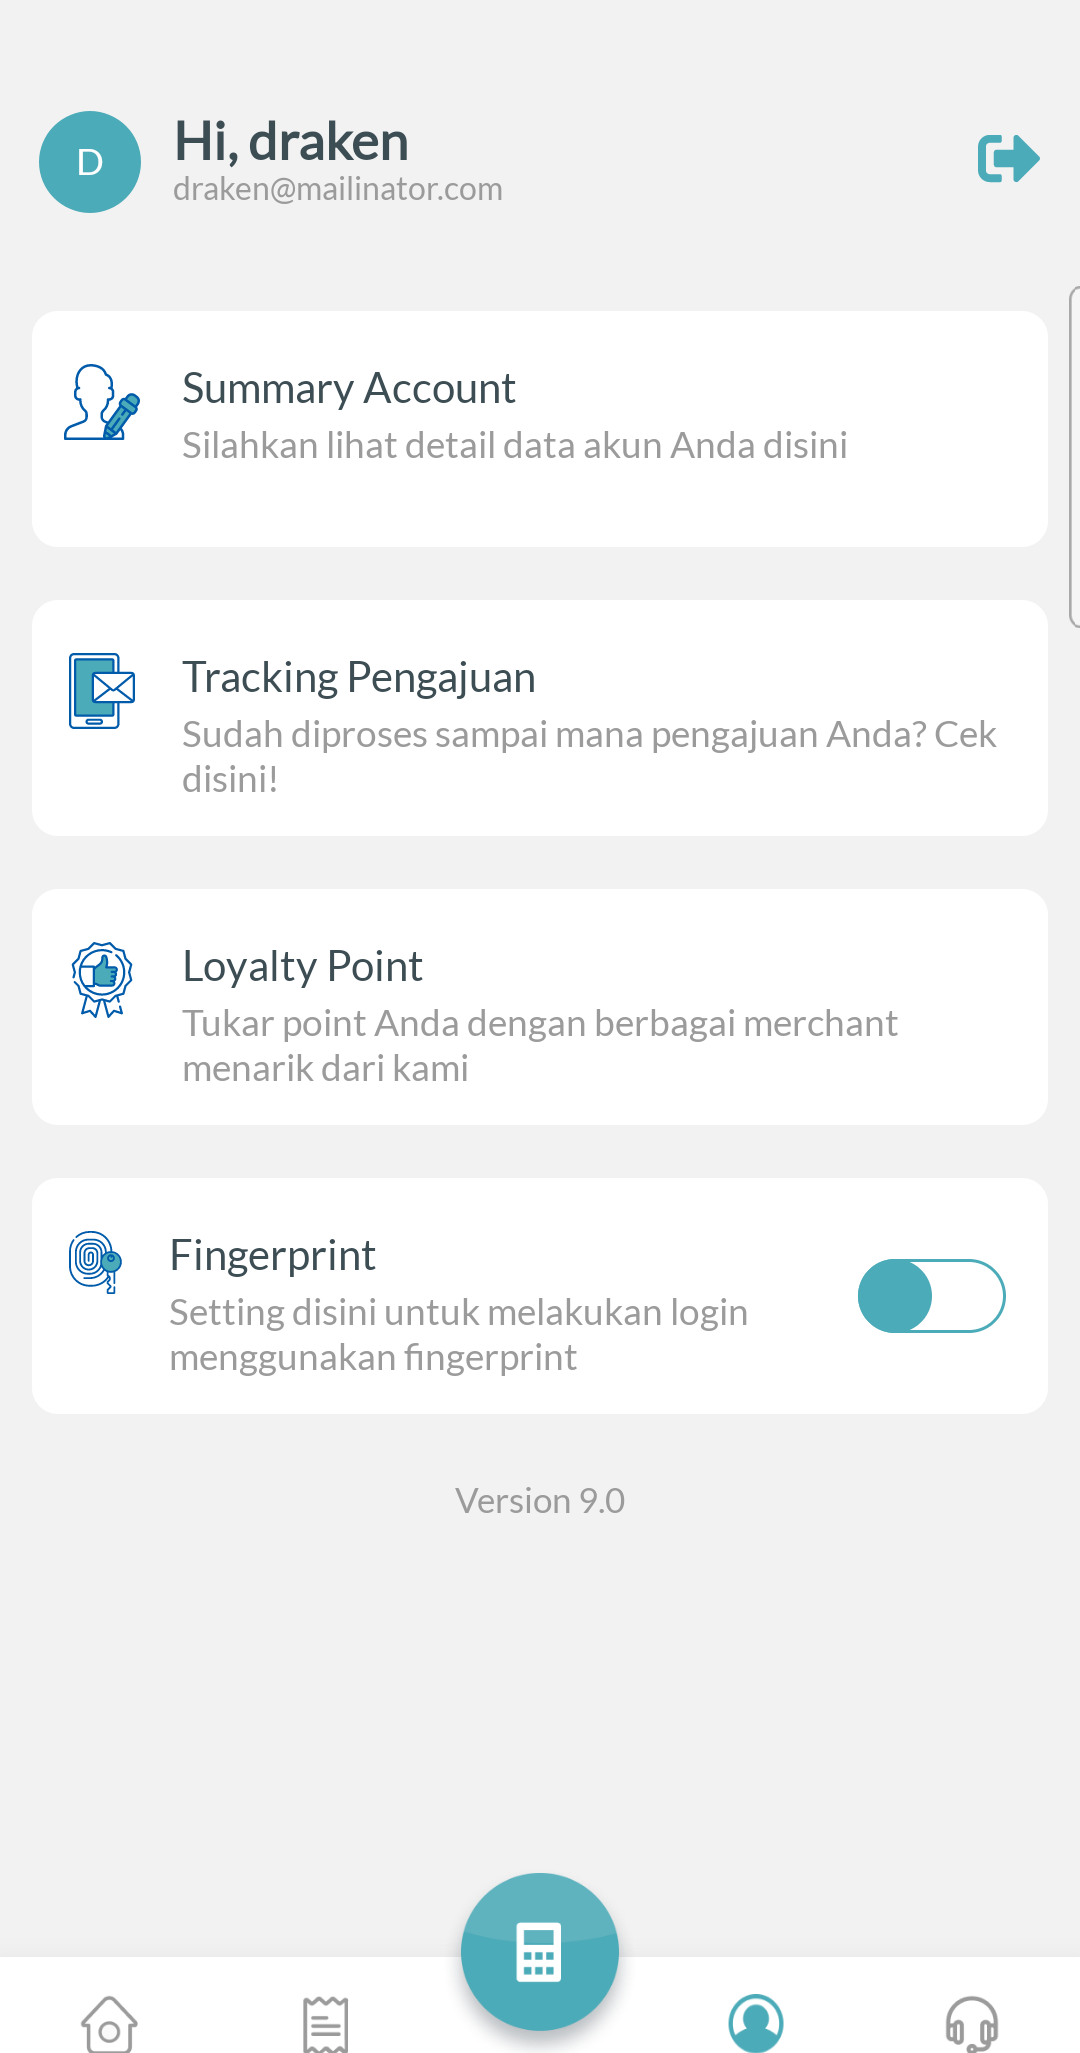 D
Hi, draken
draken@mailinator.com
Summary Account
Silahkan lihat detail data akun Anda disini
Tracking Pengajuan
Sudah diproses sampai mana pengajuan Anda? Cek
disini!
Loyalty Point
Tukar point Anda dengan berbagai merchant
menarik dari kami
Fingerprint
Setting disini untuk melakukan login
menggunakan fingerprint
Version 9.0